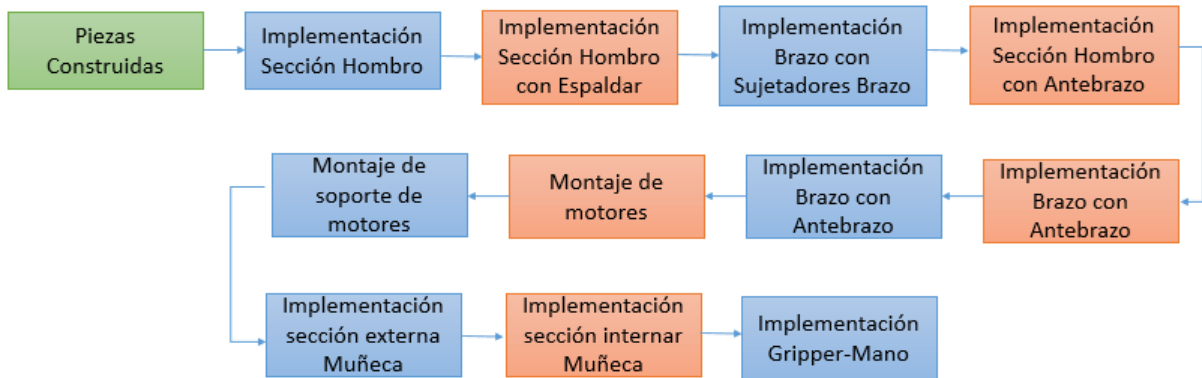 Piezas
Construidas
Implementación
Sección Hombro
Implementación
Sección Hombro
con Espaldar
Implementación
Brazo con
Sujetadores Brazo
Implementación
Sección Hombro
con Antebrazo
Implementación
Brazo con
Antebrazo
Implementación
Brazo con
Antebrazo
Montaje de
motores
Montaje de
soporte de
motores
Implementación
sección externa
Muñeca
Implementación
sección internar
Muñeca
Implementación
Gripper-Mano